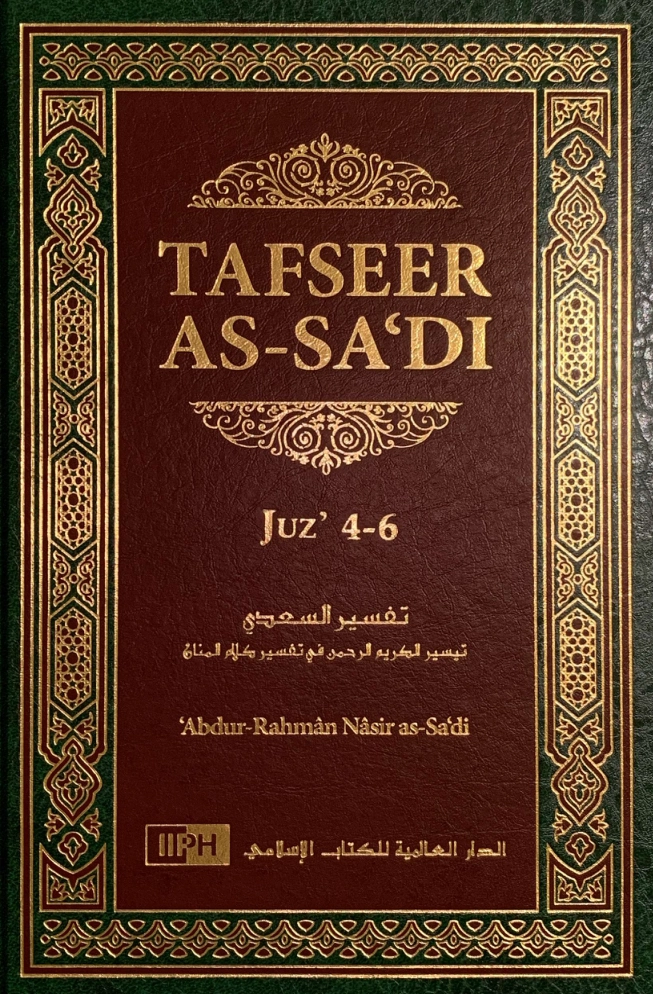 TAFSEER
AS-SA‘DI
JUZ’ 4-6
تفسير السعدي
تيسير الكريم الرحمن في تفسير كلام المنان
‘Abdur-Rahmân Nâsir as-Sa‘di
IIPH
الدار العالمية للكتاب الإسلامي